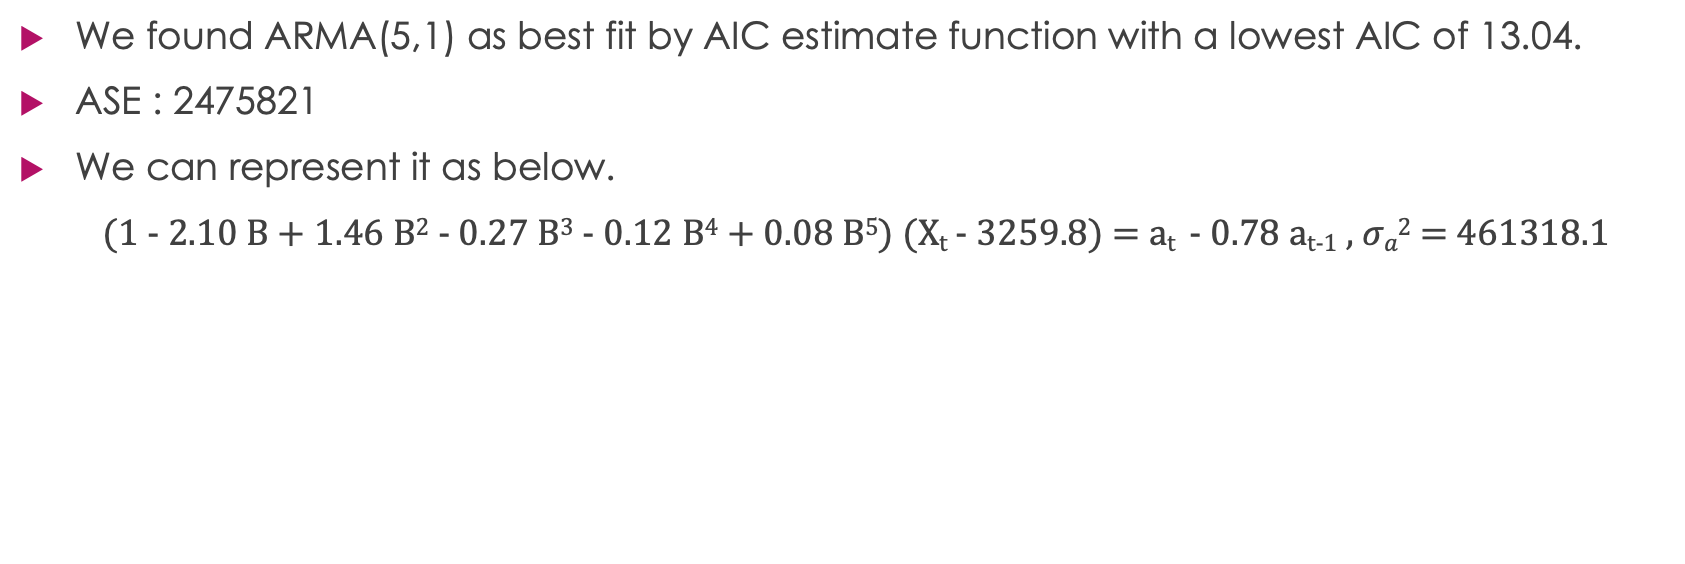 We found ARMA(5,1) as best fit by AIC estimate function with a lowest AIC of 13.04.
ASE : 2475821
We can represent it as below.
(1 - 2.10 B + 1.46 B² - 0.27 B³ - 0.12 B⁴ + 0.08 B⁵) (Xₜ - 3259.8) = aₜ - 0.78 aₜ₋₁ , σₐ² = 461318.1